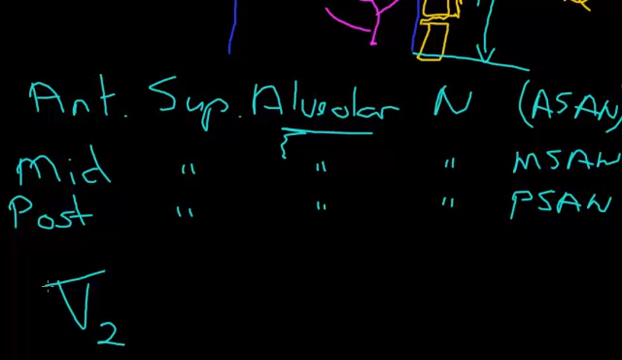 Ant. Sup. Alveolar N (ASAN)
Mid " " " MSAN
Post " " " PSAN
V2